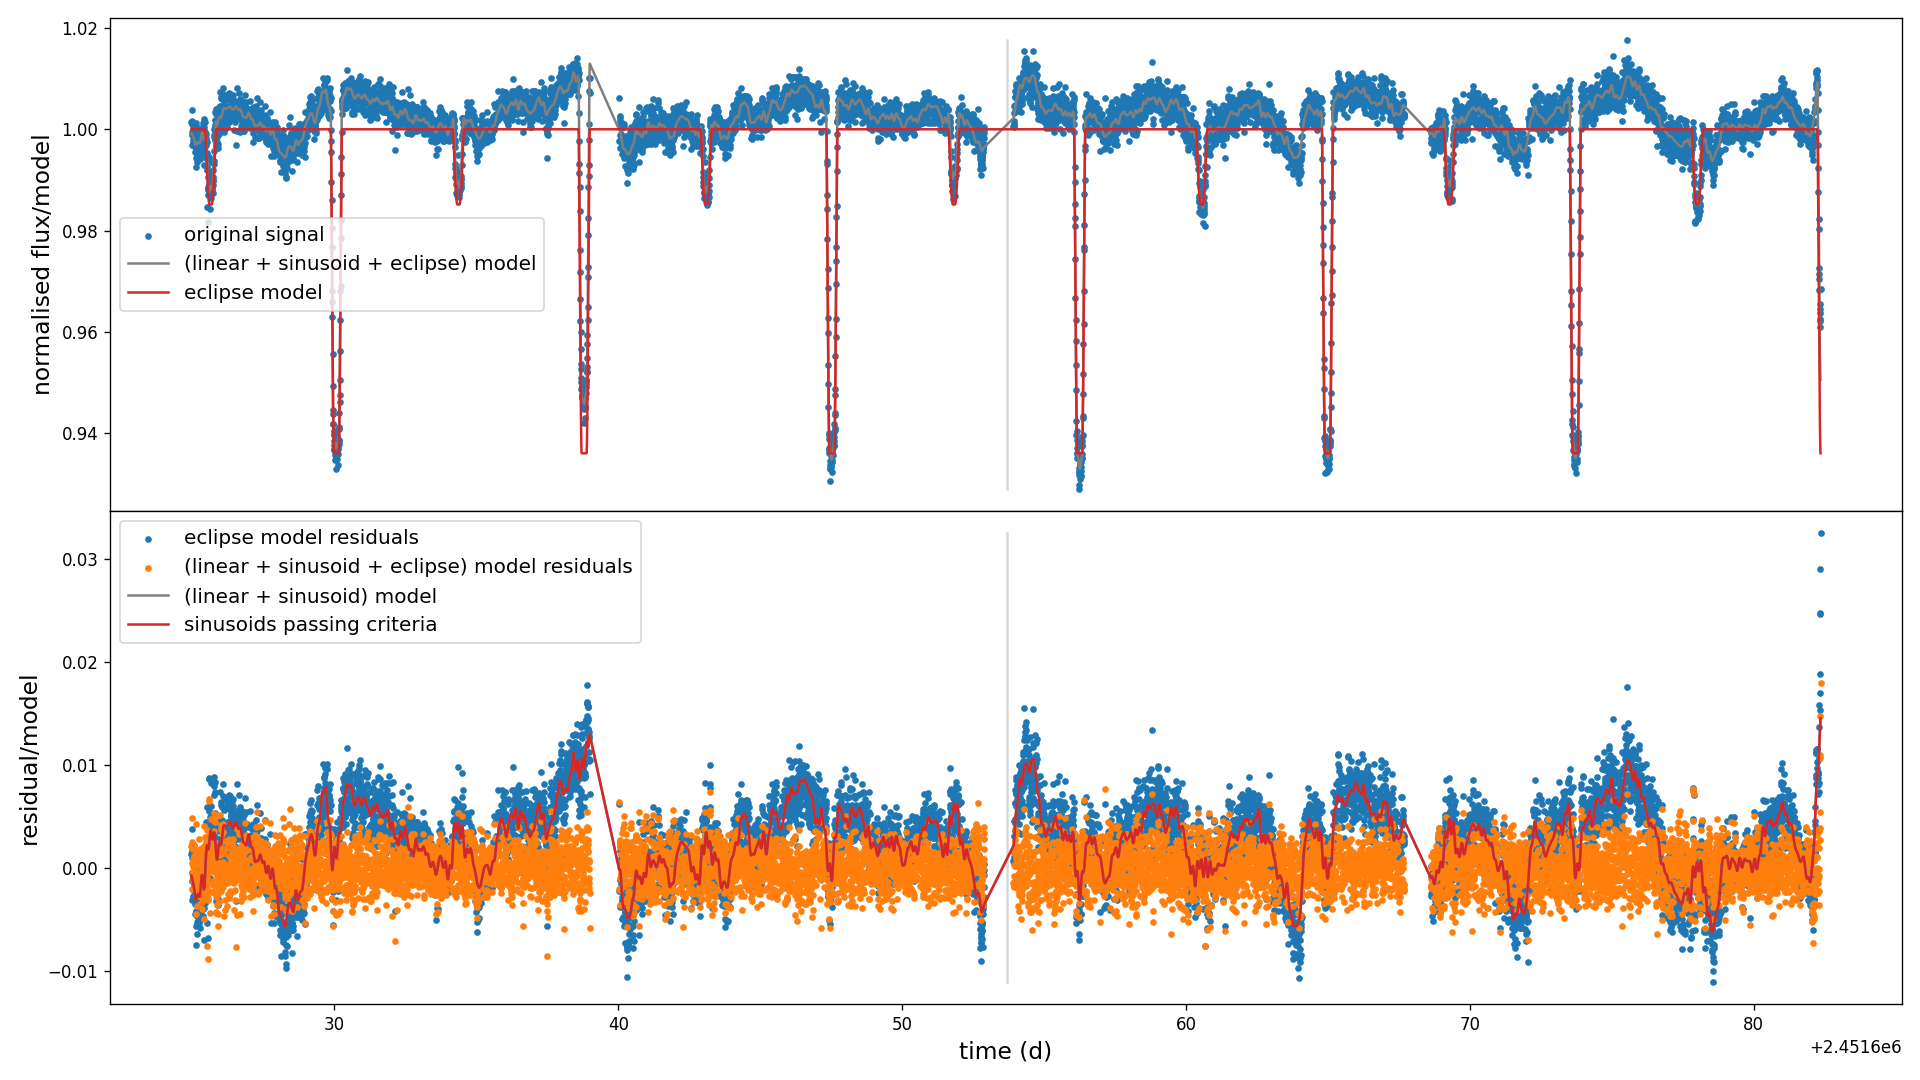 1.02
1.00
0.98
0.96
0.94
normalised flux/model
original signal
(linear + sinusoid + eclipse) model
eclipse model
0.03
0.02
0.01
0.00
−0.01
residual/model
eclipse model residuals
(linear + sinusoid + eclipse) model residuals
(linear + sinusoid) model
sinusoids passing criteria
30
40
50
60
70
80
time (d)
+2.4516e6